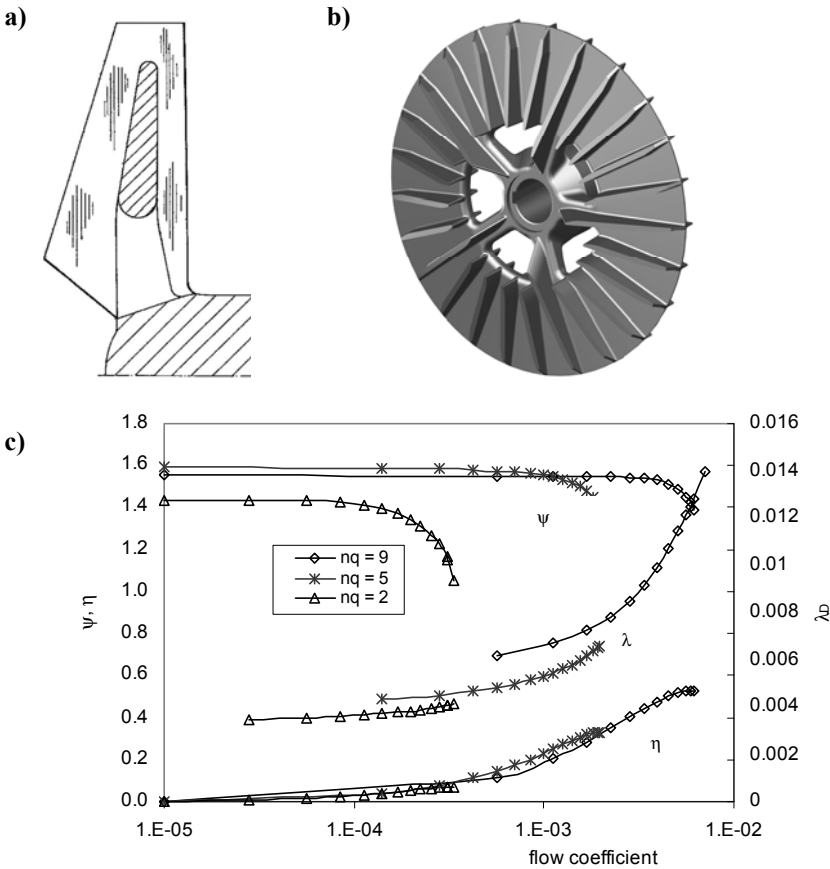 a)
b)
c)
1.8
1.6
1.4
1.2
1.0
0.8
0.6
0.4
0.2
0.0
ψ, η
0.016
0.014
0.012
0.010
0.008
0.006
0.004
0.002
0
λD
ψ
λ
η
nq = 9
nq = 5
nq = 2
1.E-05
1.E-04
1.E-03
1.E-02
flow coefficient